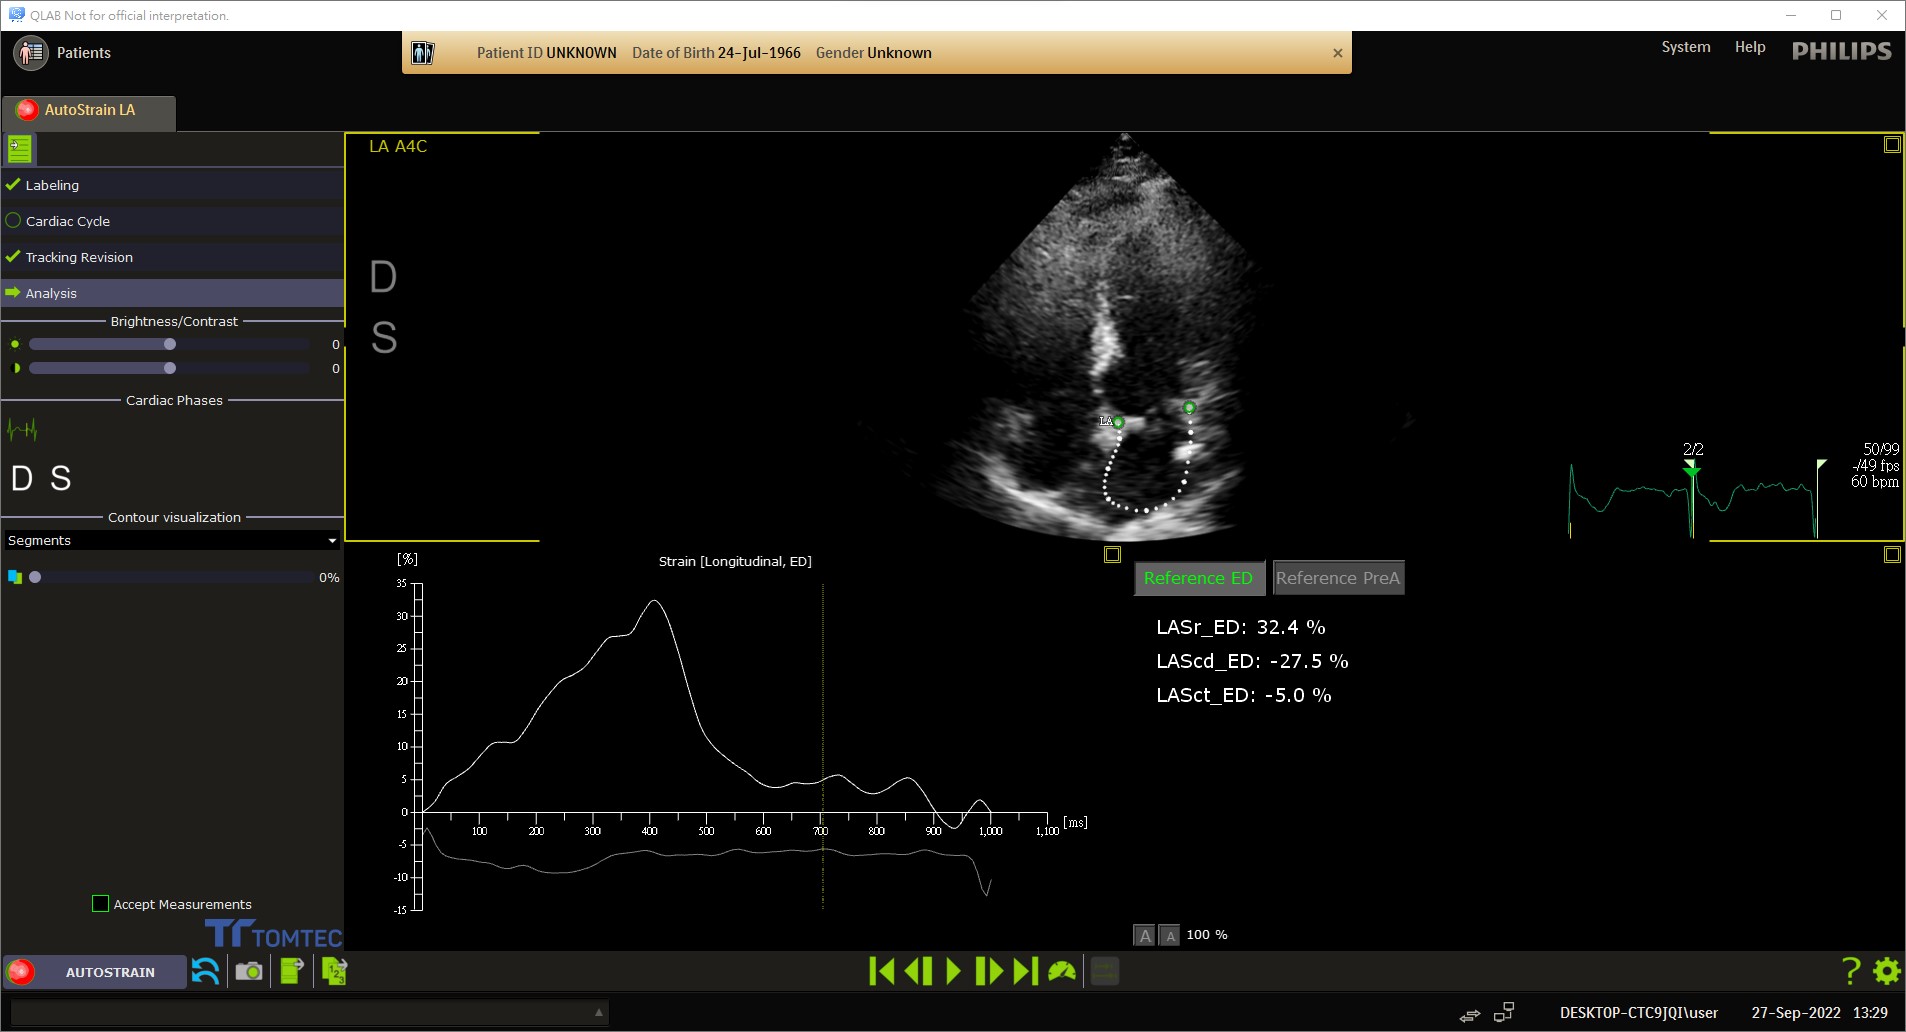 QLAB Not for official interpretation.
Patients
Patient ID UNKNOWN Date of Birth 24-Jul-1966 Gender Unknown
System Help PHILIPS
AutoStrain LA
Labeling
Cardiac Cycle
Tracking Revision
Analysis
Brightness/Contrast
0
0
Cardiac Phases
D S
Contour visualization
Segments
0%
Accept Measurements
TOMTEC
AUTOSTRAIN
LA A4C
D
S
LA
2/2
50/99
-/49 fps
60 bpm
[%]
Strain [Longitudinal, ED]
35
30
25
20
15
10
5
0
-5
-10
-15
100 200 300 400 500 600 700 800 900 1,000 1,100 [ms]
Reference ED Reference PreA
LASr_ED: 32.4 %
LAScd_ED: -27.5 %
LASct_ED: -5.0 %
A A 100 %
DESKTOP-CTC9JQI\user 27-Sep-2022 13:29